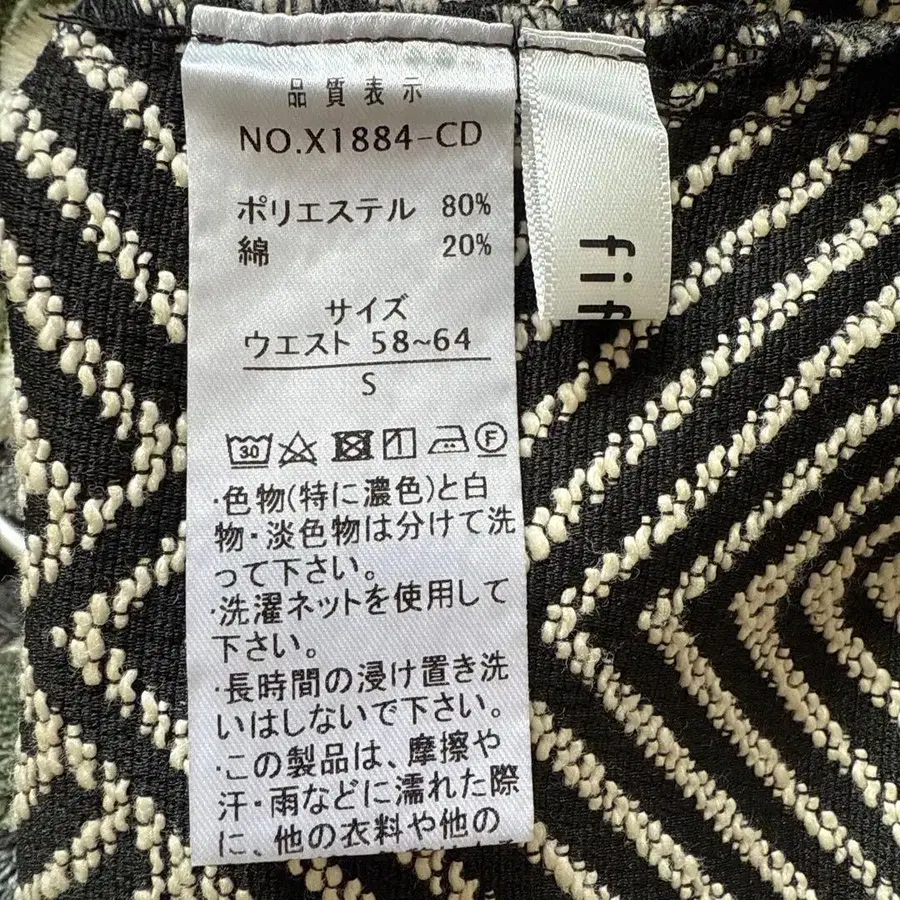 品質表示
NO.X1884-CD
ポリエステル 80%
綿 20%
サイズ
ウエスト 58~64
S
30
F
·色物(特に濃色)と白
物・淡色物は分けて洗
って下さい。
·洗濯ネットを使用して
下さい。
·長時間の浸け置き洗
いはしないで下さい。
·この製品は、摩擦や
汗・雨などに濡れた際
に、他の衣料や他の
fif